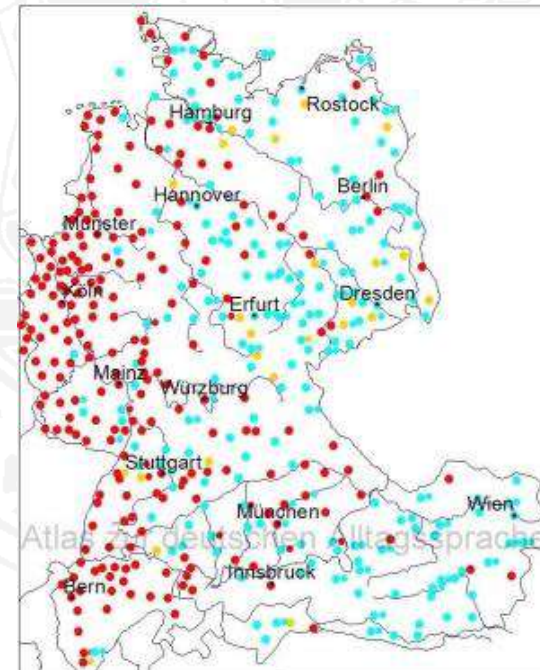 Hamburg
Rostock
Hannover
Berlin
Münster
Köln
Erfurt
Dresden
Mainz
Würzburg
Stuttgart
Wien
München
Atlas zur deutschen Alltagssprache
Innsbruck
Bern